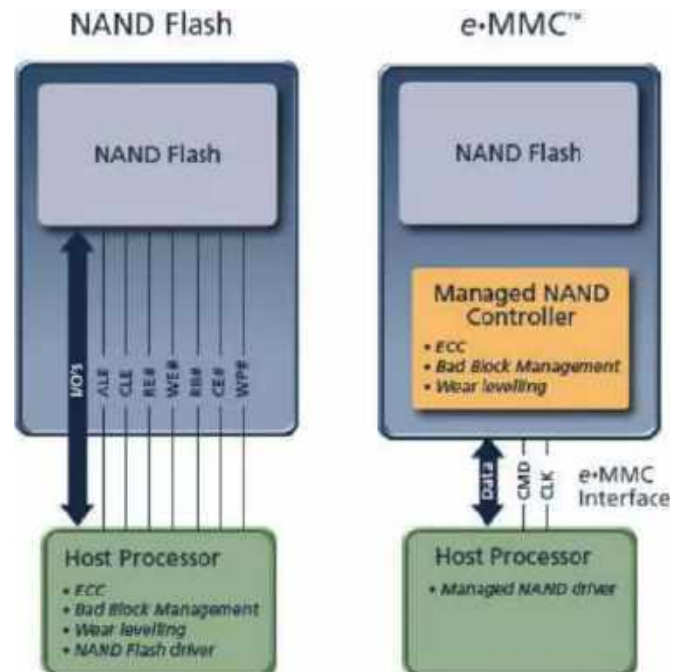 NAND Flash
NAND Flash
I/O'S
ALE
CLE
RE#
WE#
RB#
CE#
WP#
Host Processor
• ECC
• Bad Block Management
• Wear levelling
• NAND Flash driver
e•MMC™
NAND Flash
Managed NAND
Controller
• ECC
• Bad Block Management
• Wear levelling
Data
CMD
CLK
e•MMC
Interface
Host Processor
• Managed NAND driver